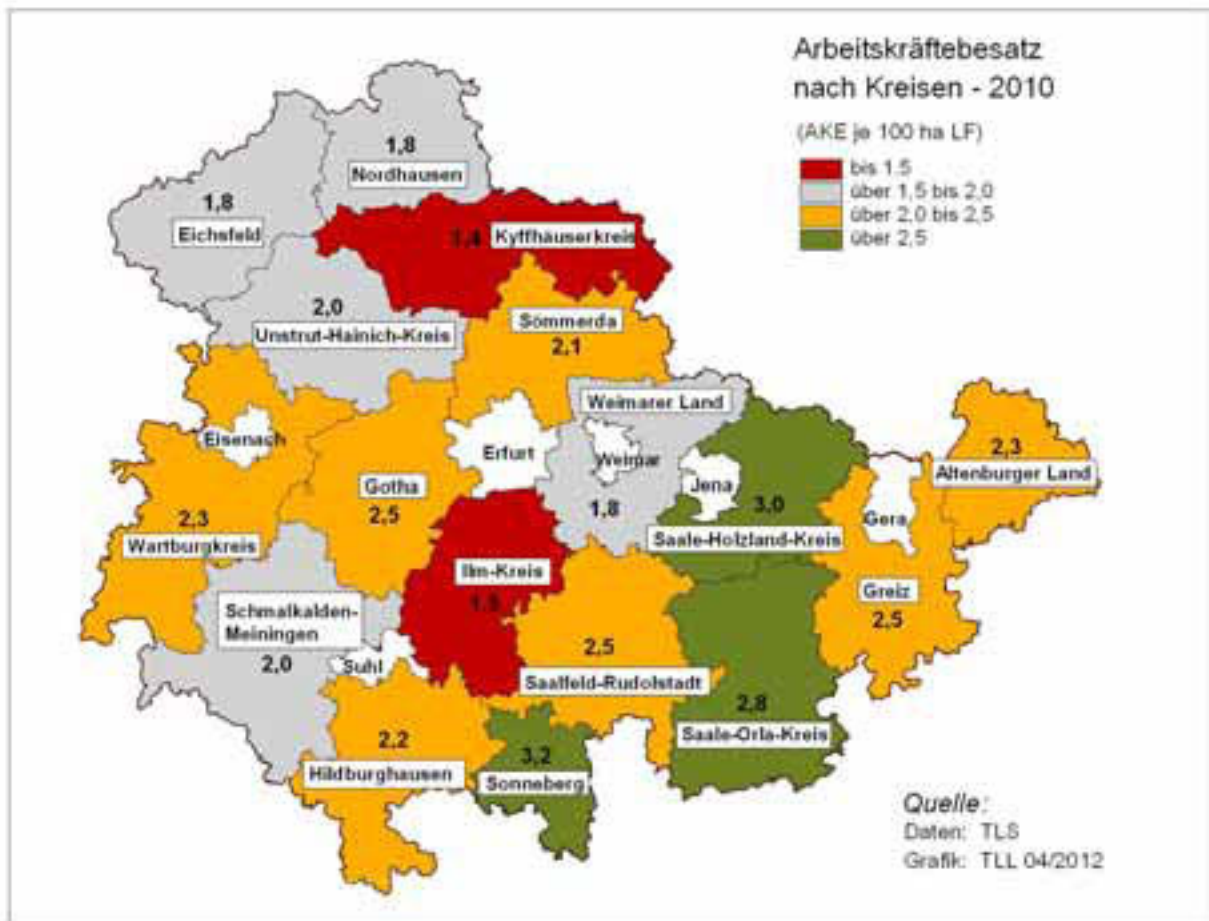 Arbeitskräftebesatz
nach Kreisen - 2010
(AKE je 100 ha LF)
bis 1.5
über 1,5 bis 2,0
über 2,0 bis 2,5
über 2,5
1,8
Nordhausen
1,8
Eichsfeld
1,4
Kyffhäuserkreis
2,0
Unstrut-Hainich-Kreis
Sömmerda
2,1
Weimarer Land
Eisenach
Erfurt
Weimar
1,8
Jena
Gotha
2,5
2,3
Altenburger Land
3,0
Saale-Holzland-Kreis
Gera
2,3
Wartburgkreis
Ilm-Kreis
Greiz
2,5
Schmalkalden-
Meiningen
2,0
Suhl
2,5
Saalfeld-Rudolstadt
2,8
Saale-Orla-Kreis
2,2
Hildburghausen
3,2
Sonneberg
Quelle:
Daten: TLS
Grafik: TLL 04/2012